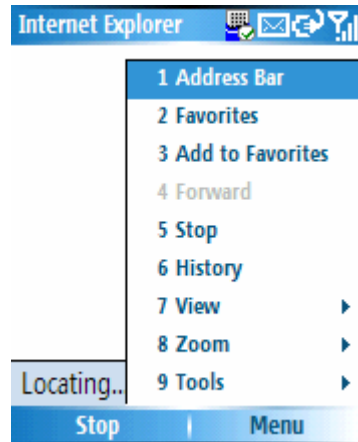 Internet Explorer
1 Address Bar
2 Favorites
3 Add to Favorites
4 Forward
5 Stop
6 History
7 View
8 Zoom
9 Tools
Locating..
Stop Menu